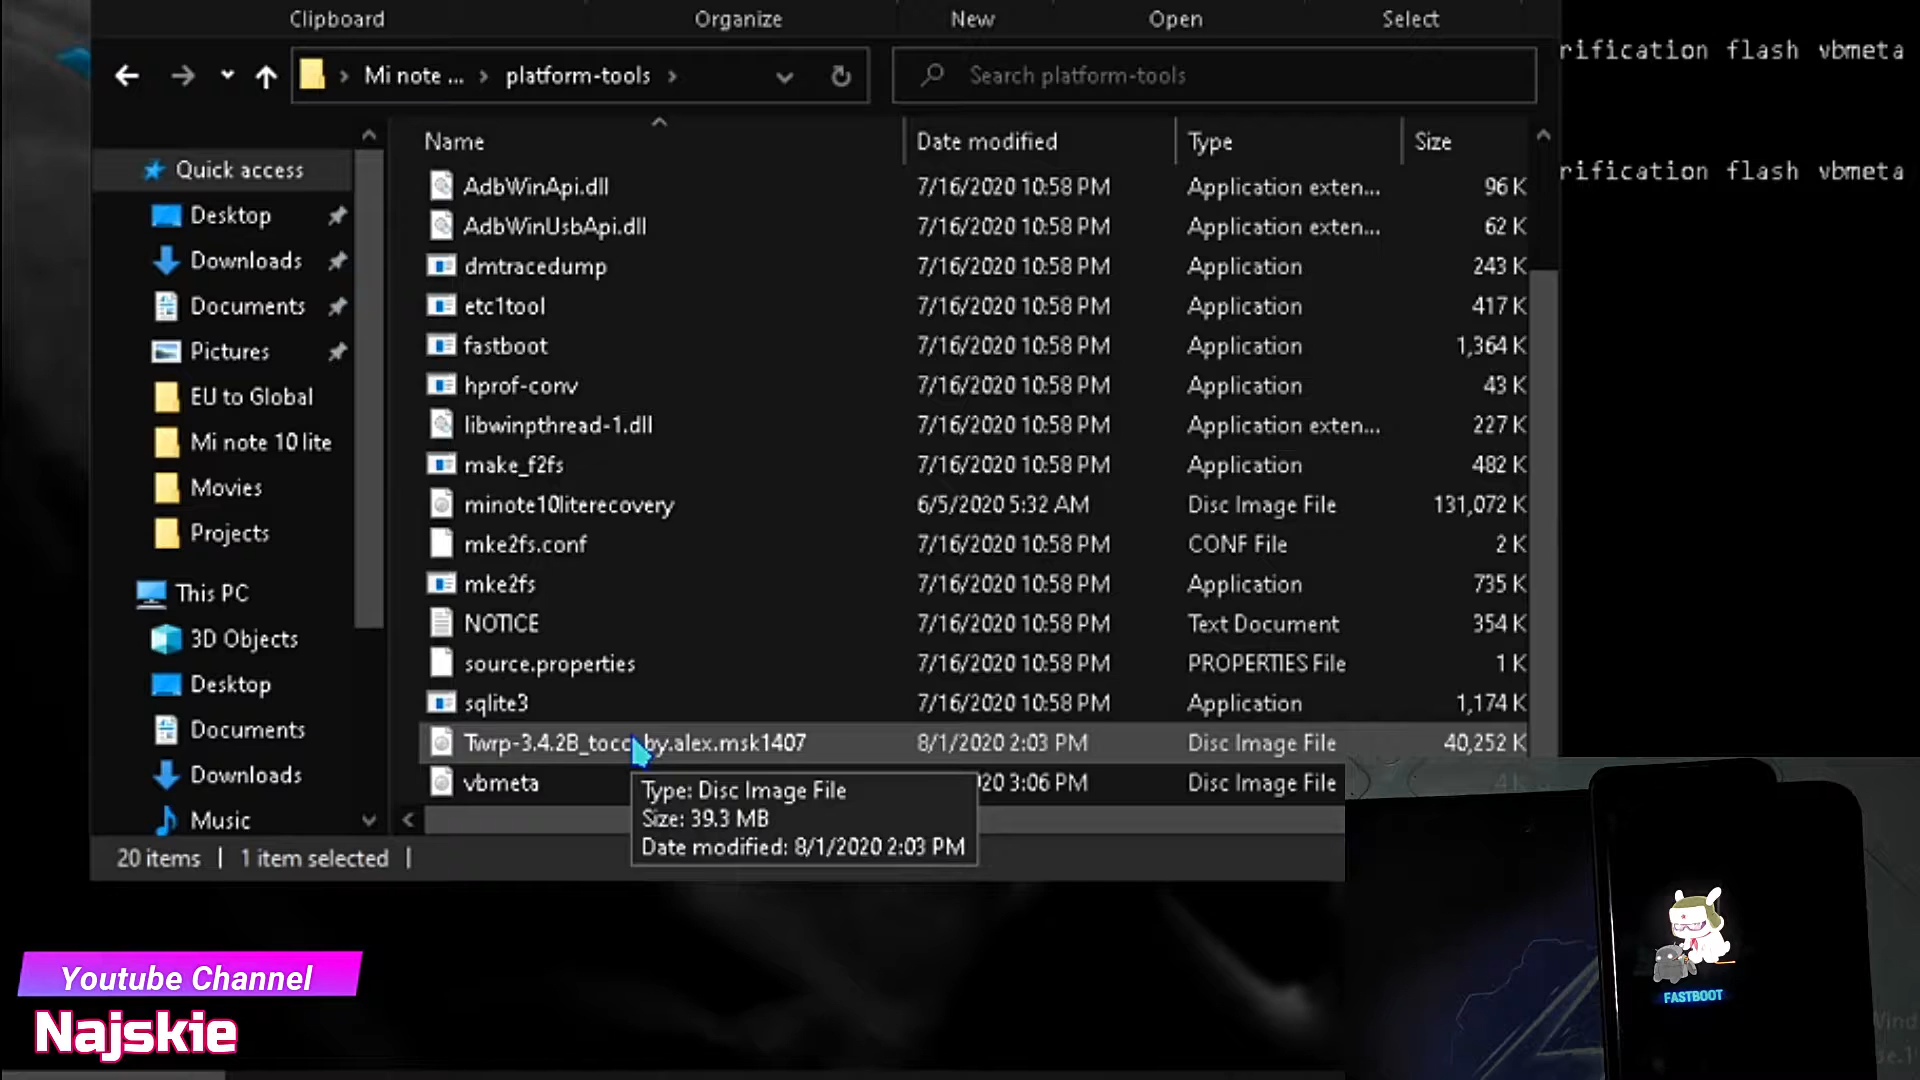 Clipboard Organize New Open Select
rification flash vbmeta
Mi note ... platform-tools
Search platform-tools
Name Date modified Type Size
rification flash vbmeta
Quick access
Desktop
Downloads
Documents
Pictures
EU to Global
Mi note 10 lite
Movies
Projects
This PC
3D Objects
Desktop
Documents
Downloads
Music
AdbWinApi.dll 7/16/2020 10:58 PM Application exten... 96 K
AdbWinUsbApi.dll 7/16/2020 10:58 PM Application exten... 62 K
dmtracedump 7/16/2020 10:58 PM Application 243 K
etc1tool 7/16/2020 10:58 PM Application 417 K
fastboot 7/16/2020 10:58 PM Application 1,364 K
hprof-conv 7/16/2020 10:58 PM Application 43 K
libwinpthread-1.dll 7/16/2020 10:58 PM Application exten... 227 K
make_f2fs 7/16/2020 10:58 PM Application 482 K
minote10literecovery 6/5/2020 5:32 AM Disc Image File 131,072 K
mke2fs.conf 7/16/2020 10:58 PM CONF File 2 K
mke2fs 7/16/2020 10:58 PM Application 735 K
NOTICE 7/16/2020 10:58 PM Text Document 354 K
source.properties 7/16/2020 10:58 PM PROPERTIES File 1 K
sqlite3 7/16/2020 10:58 PM Application 1,174 K
Twrp-3.4.2B_tocc by.alex.msk1407 8/1/2020 2:03 PM Disc Image File 40,252 K
vbmeta 20 3:06 PM Disc Image File 4 K
Type: Disc Image File
Size: 39.3 MB
Date modified: 8/1/2020 2:03 PM
20 items 1 item selected
FASTBOOT
Youtube Channel
Najskie